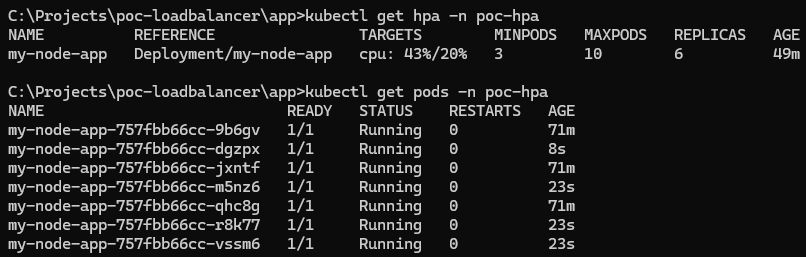 C:\Projects\poc-loadbalancer\app>kubectl get hpa -n poc-hpa
NAME REFERENCE TARGETS MINPODS MAXPODS REPLICAS AGE
my-node-app Deployment/my-node-app cpu: 43%/20% 3 10 6 49m
C:\Projects\poc-loadbalancer\app>kubectl get pods -n poc-hpa
NAME READY STATUS RESTARTS AGE
my-node-app-757fbb66cc-9b6gv 1/1 Running 0 71m
my-node-app-757fbb66cc-dgzpx 1/1 Running 0 8s
my-node-app-757fbb66cc-jxntf 1/1 Running 0 71m
my-node-app-757fbb66cc-m5nz6 1/1 Running 0 23s
my-node-app-757fbb66cc-qhc8g 1/1 Running 0 71m
my-node-app-757fbb66cc-r8k77 1/1 Running 0 23s
my-node-app-757fbb66cc-vssm6 1/1 Running 0 23s